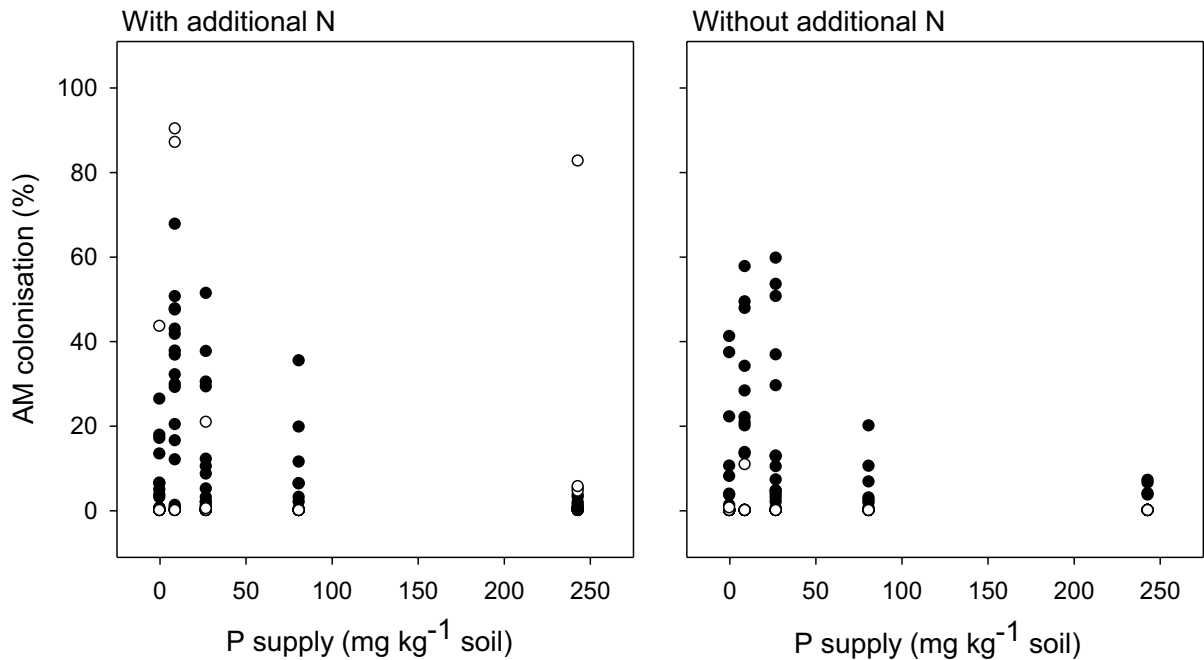 With additional N
Without additional N
AM colonisation (%)
100
80
60
40
20
0
0 50 100 150 200 250
0 50 100 150 200 250
P supply (mg kg⁻¹ soil)
P supply (mg kg⁻¹ soil)